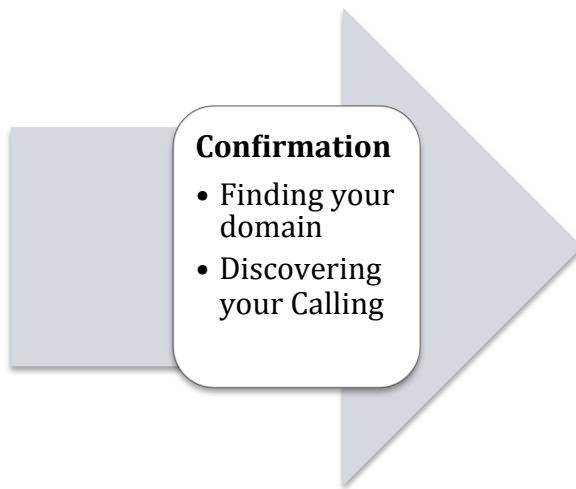 Confirmation
• Finding your
domain
• Discovering
your Calling